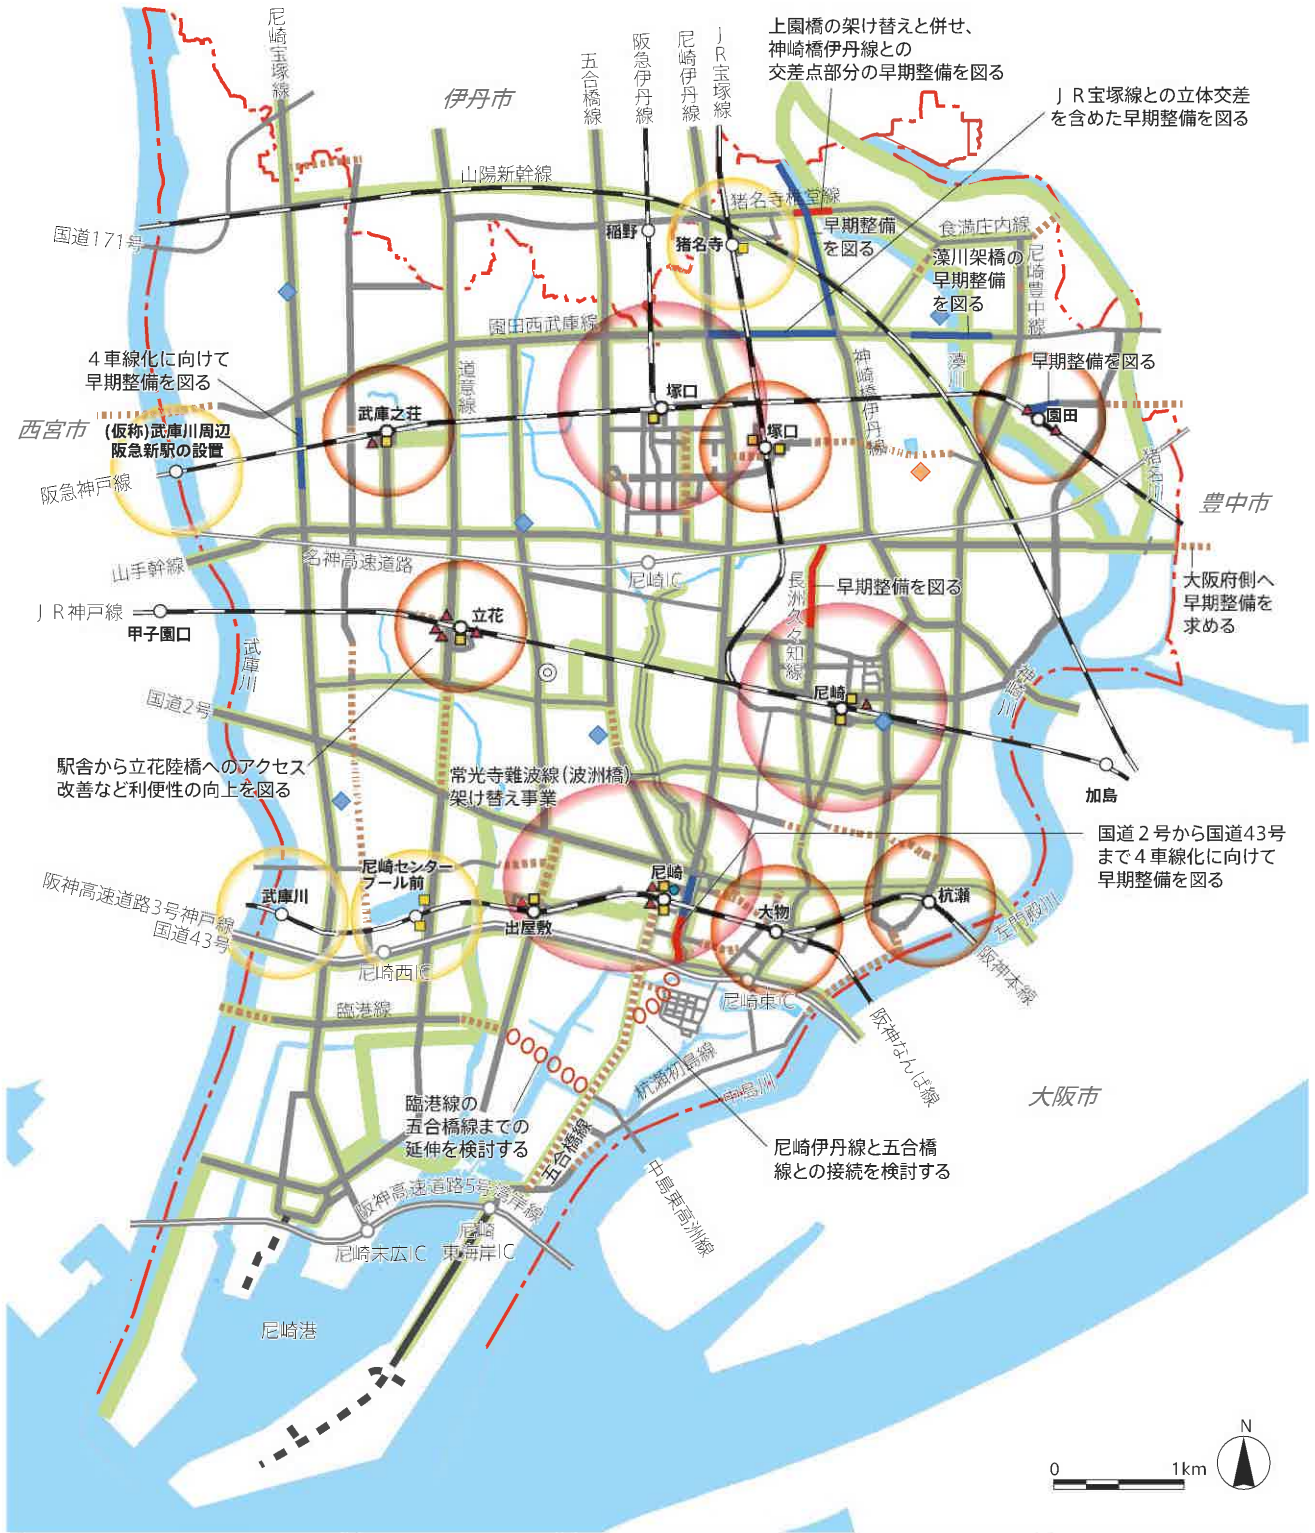 尼崎宝塚線
五合橋線
阪急伊丹線
尼崎伊丹線
ＪＲ宝塚線
上園橋の架け替えと併せ、
神崎橋伊丹線との
交差点部分の早期整備を図る
伊丹市
ＪＲ宝塚線との立体交差
を含めた早期整備を図る
山陽新幹線
猪名寺椎堂線
国道171号
稲野
猪名寺
早期整備
を図る
食満庄内線
藻川架橋の
早期整備
を図る
尼崎豊中線
園田西武庫線
４車線化に向けて
早期整備を図る
道意線
神崎橋伊丹線
藻川
早期整備を図る
武庫之荘
塚口
塚口
園田
西宮市
(仮称)武庫川周辺
阪急新駅の設置
阪急神戸線
猪名川
豊中市
山手幹線
名神高速道路
尼崎IC
長洲久々知線
早期整備を図る
大阪府側へ
早期整備を
求める
ＪＲ神戸線
甲子園口
立花
武庫川
国道2号
尼崎
神崎川
駅舎から立花陸橋へのアクセス
改善など利便性の向上を図る
常光寺難波線(波洲橋)
架け替え事業
加島
国道２号から国道43号
まで４車線化に向けて
早期整備を図る
阪神高速道路3号神戸線
国道43号
武庫川
尼崎センター
プール前
出屋敷
尼崎
大物
杭瀬
左門殿川
阪神本線
尼崎西IC
尼崎東IC
臨港線
阪神なんば線
杭瀬初島線
中島川
大阪市
臨港線の
五合橋線までの
延伸を検討する
五合橋線
尼崎伊丹線と五合橋
線との接続を検討する
中島東高洲線
阪神高速道路5号湾岸線
尼崎末広IC
尼崎
東海岸IC
尼崎港
N
0
1km